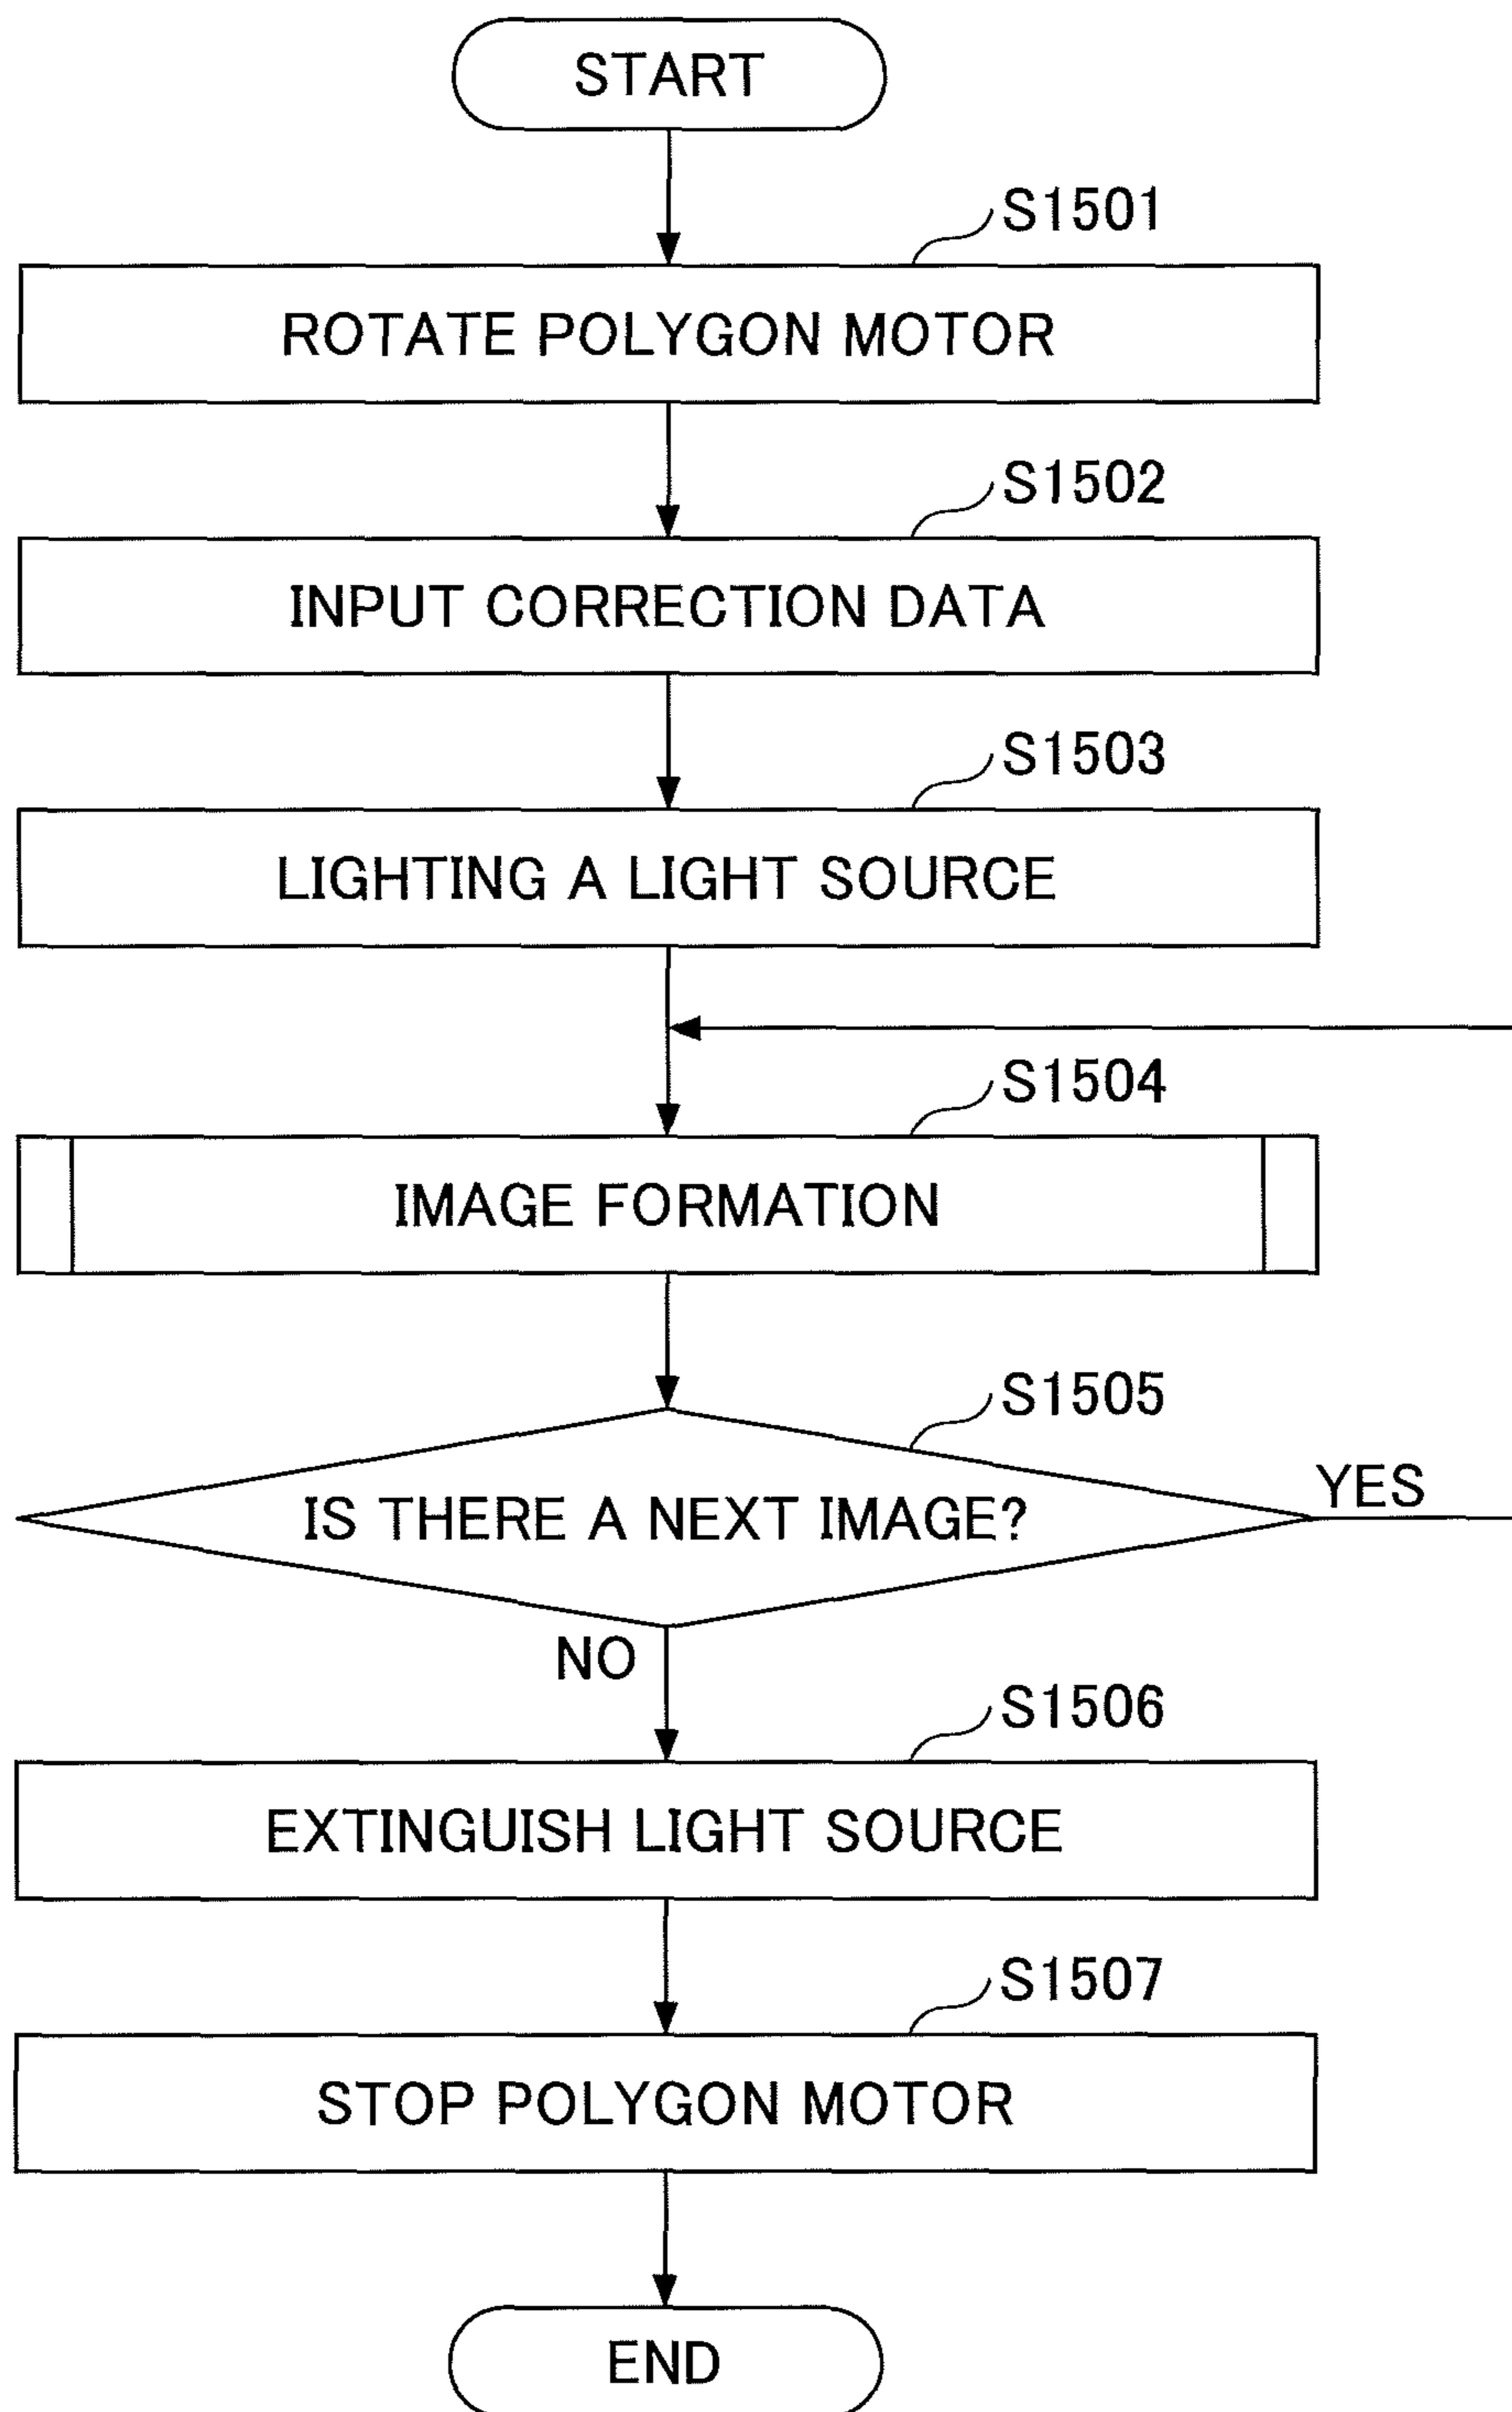 START
S1501
ROTATE POLYGON MOTOR
S1502
INPUT CORRECTION DATA
S1503
LIGHTING A LIGHT SOURCE
S1504
IMAGE FORMATION
S1505
IS THERE A NEXT IMAGE?
YES
NO
S1506
EXTINGUISH LIGHT SOURCE
S1507
STOP POLYGON MOTOR
END